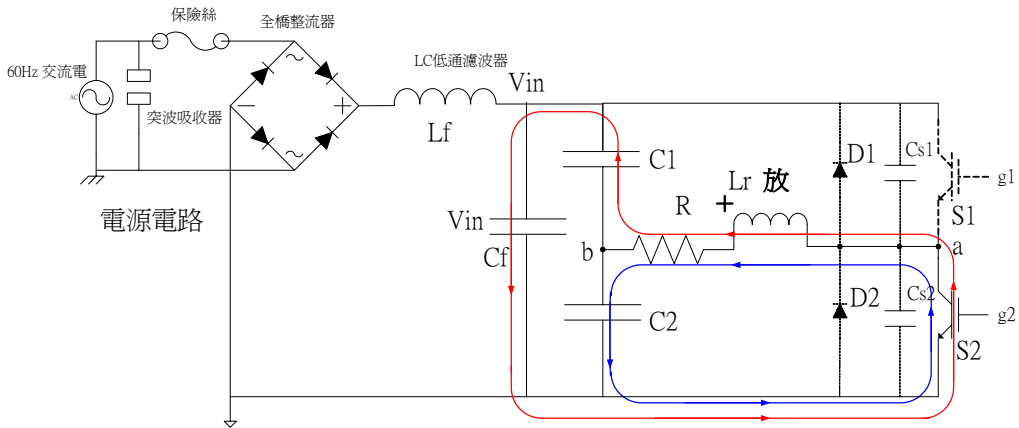 保險絲
全橋整流器
60Hz 交流電
AC
突波吸收器
LC低通濾波器
Lf
Vin
電源電路
Vin
Cf
C1
C2
b
R
Lr 放
D1
D2
Cs1
Cs2
g1
S1
a
g2
S2